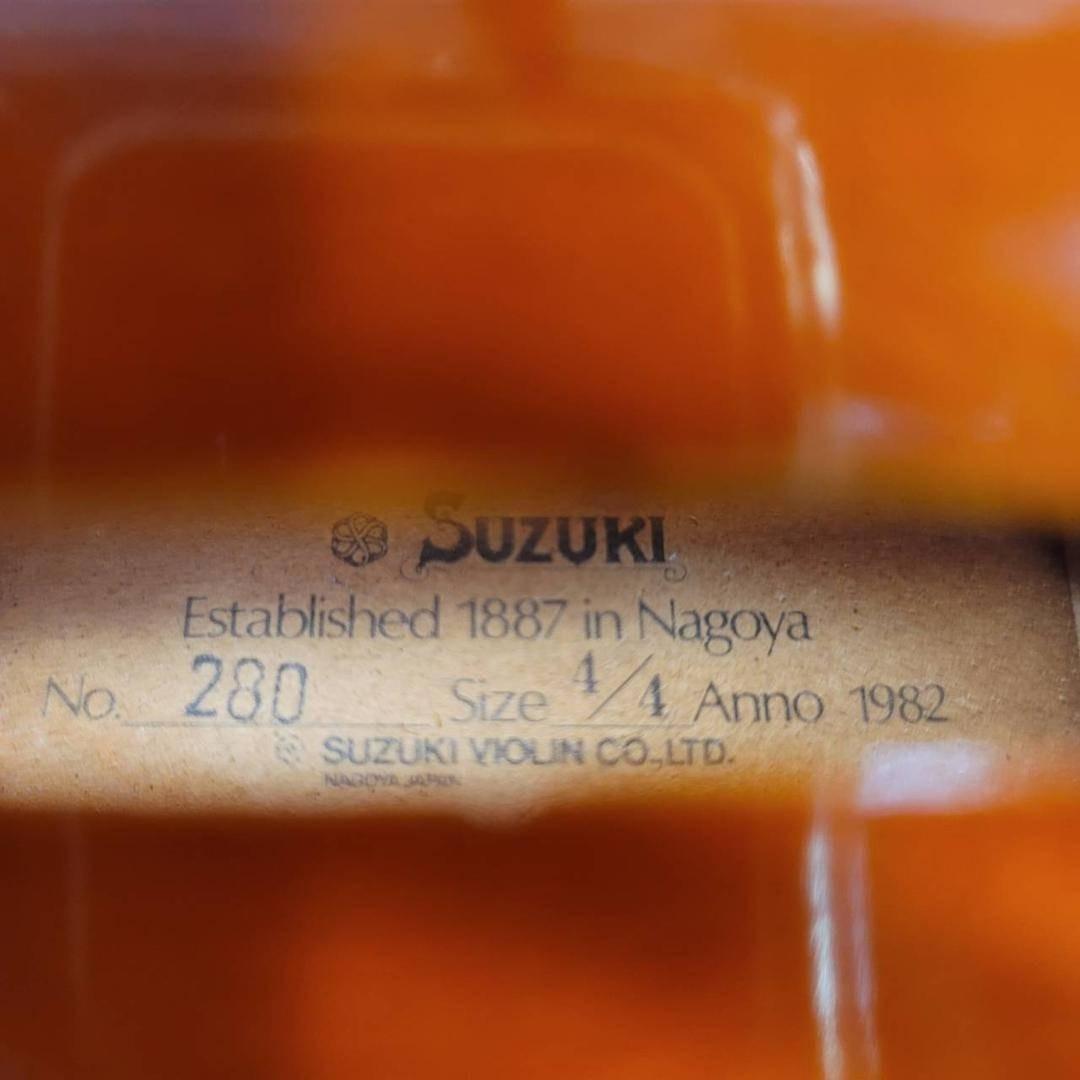 SUZUKI
Established 1887 in Nagoya
No. 280 Size 4/4 Anno 1982
SUZUKI VIOLIN CO.,LTD.
NAGOYA JAPAN